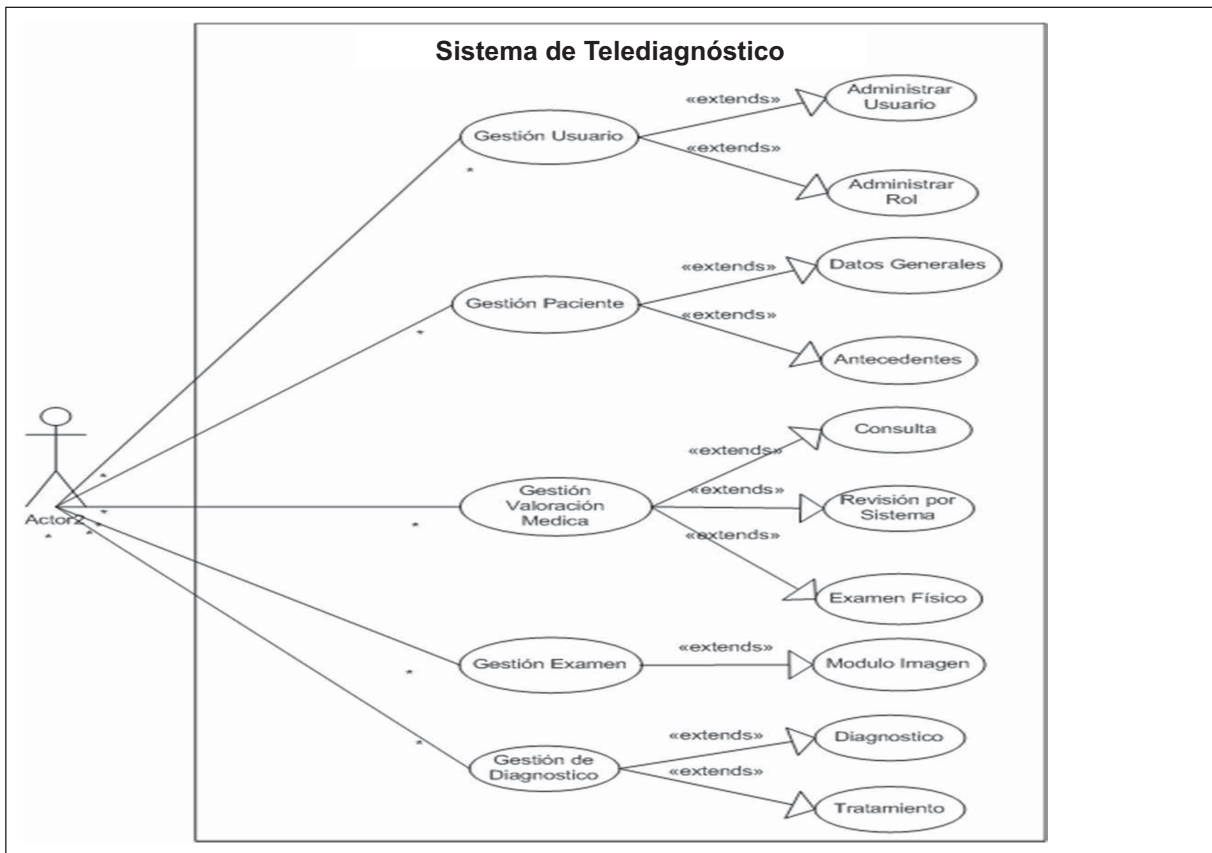 Sistema de Telediagnóstico
«extends»
Administrar
Usuario
Gestión Usuario
«extends»
*
Administrar
Rol
«extends»
Datos Generales
Gestión Paciente
«extends»
*
Antecedentes
Consulta
«extends»
*
Gestión
Valoración
Medica
«extends»
Revisión por
Sistema
*
*
Actor2
*
*
*
«extends»
Examen Físico
Gestión Examen
«extends»
Modulo Imagen
*
*
«extends»
Diagnostico
Gestión de
Diagnostico
«extends»
Tratamiento